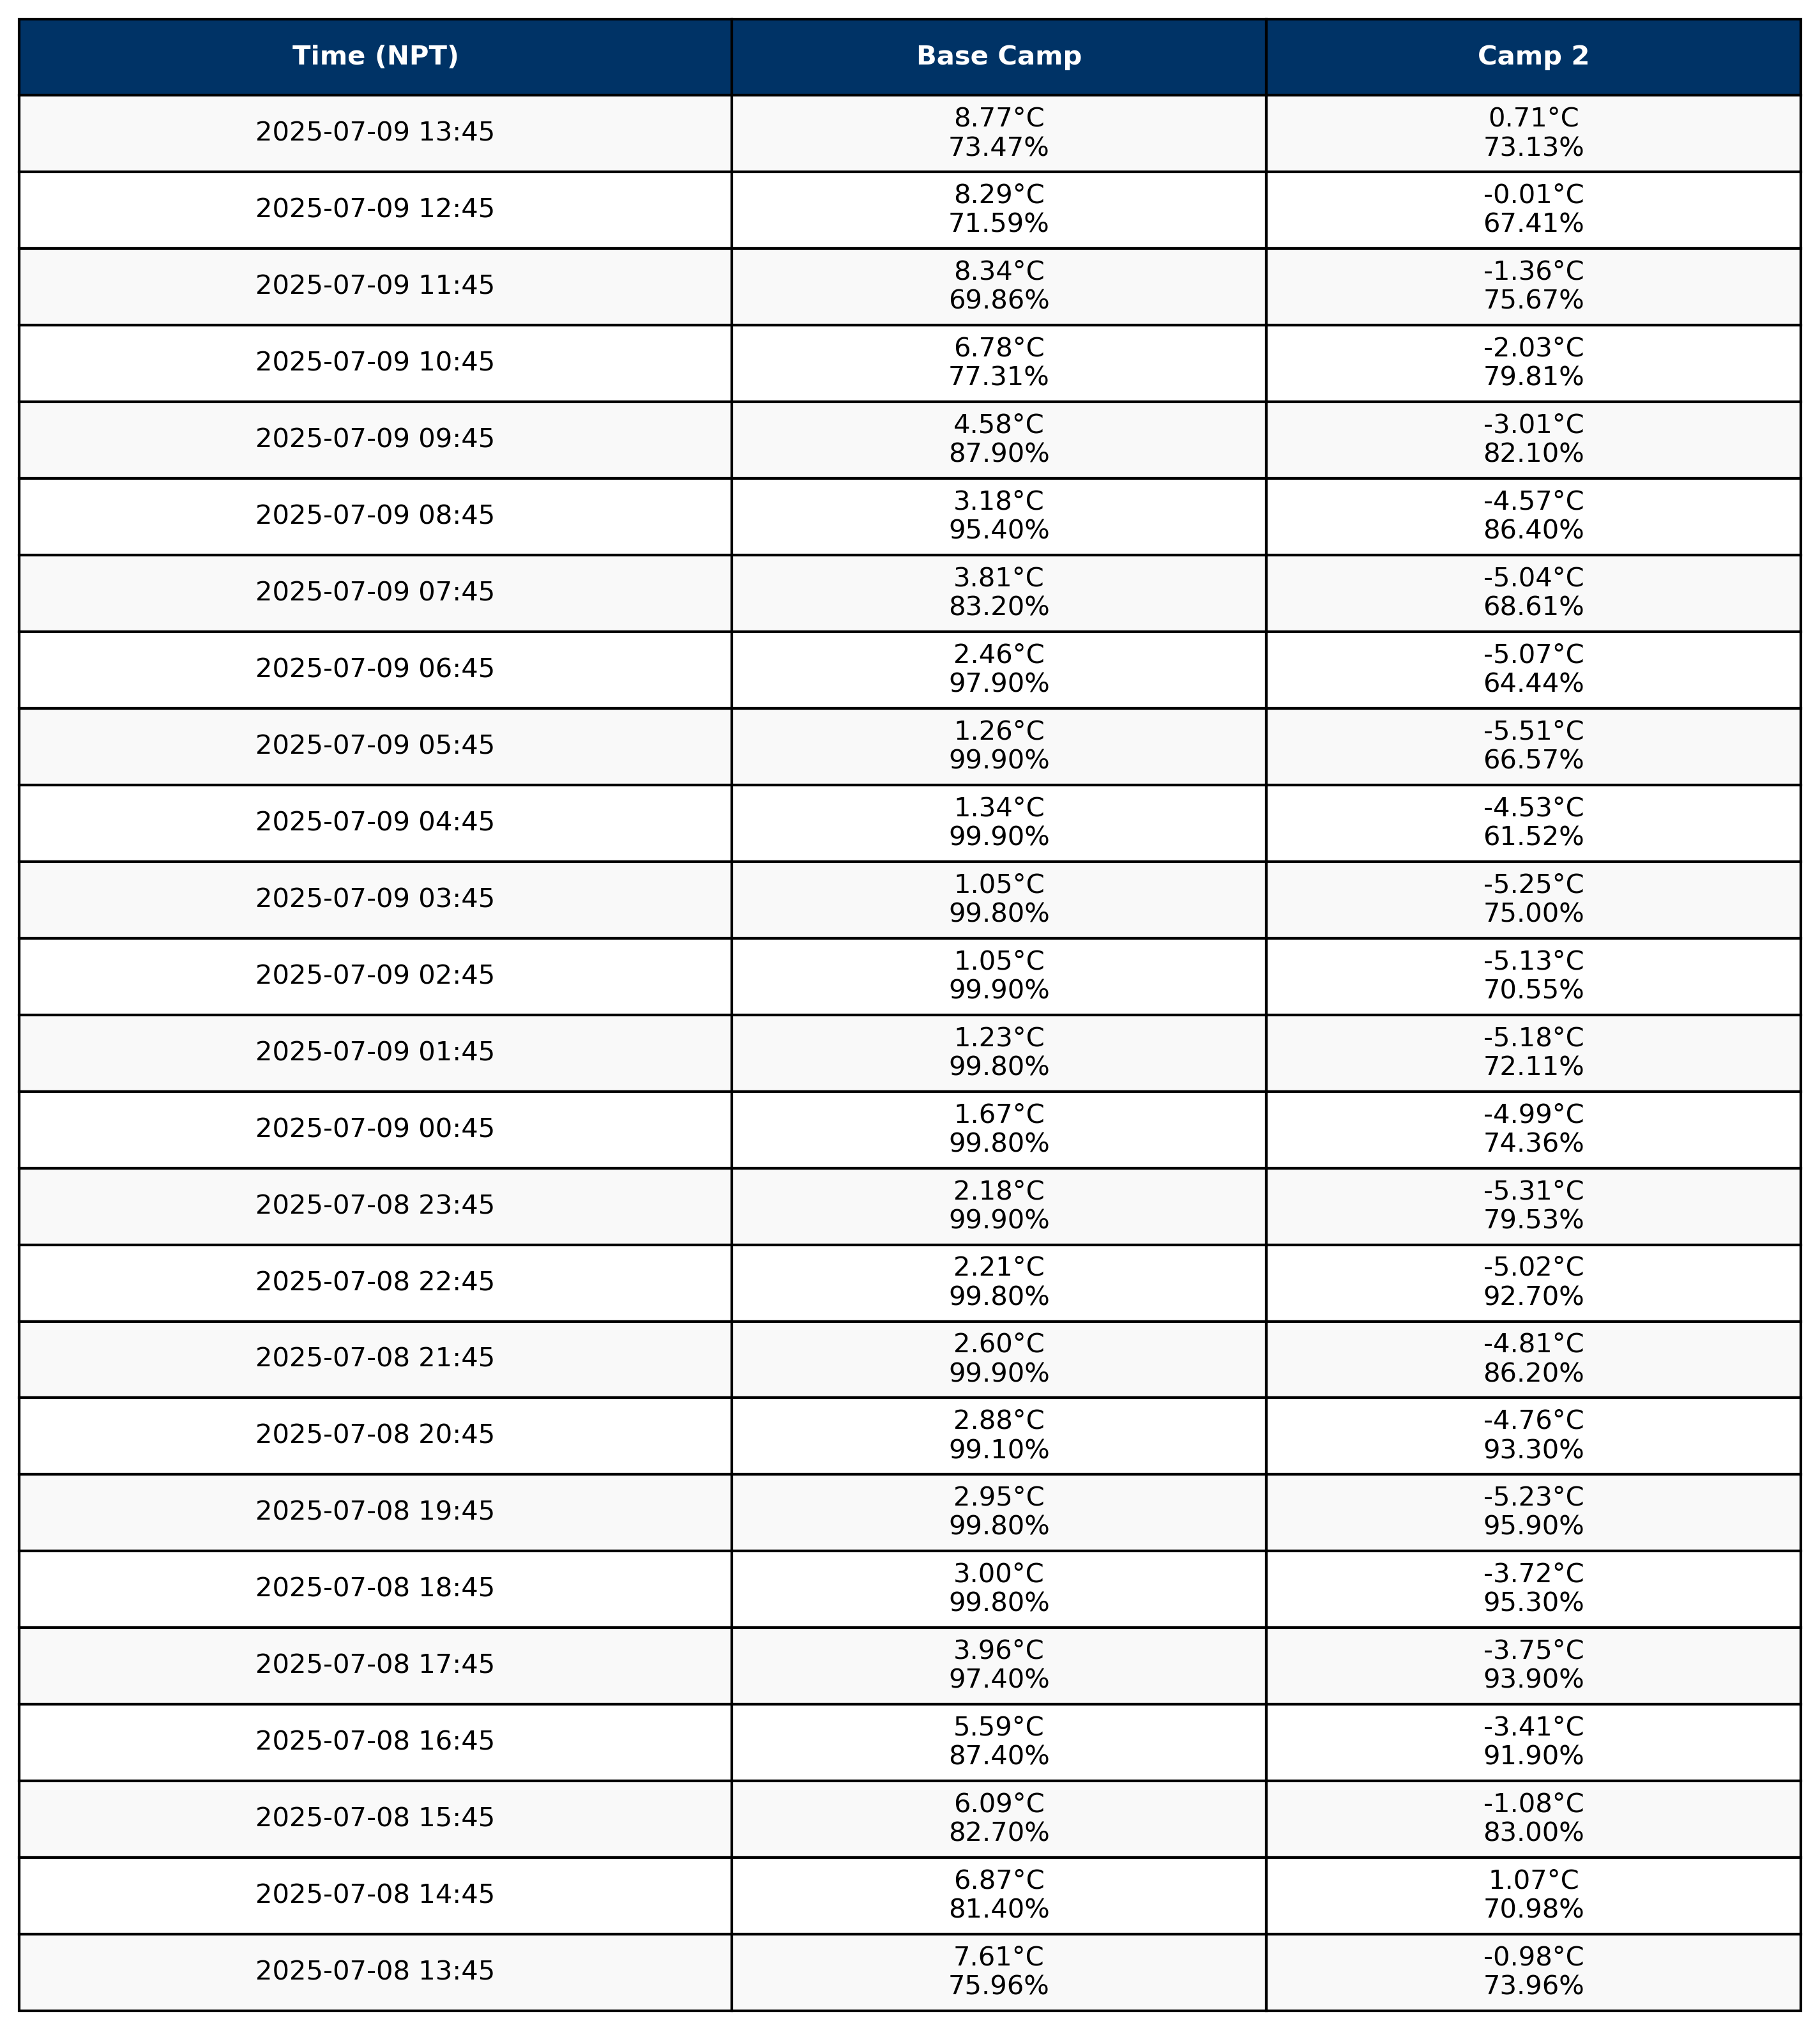 Time (NPT) Base Camp Camp 2
2025-07-09 13:45 8.77°C 0.71°C
73.47% 73.13%
2025-07-09 12:45 8.29°C -0.01°C
71.59% 67.41%
2025-07-09 11:45 8.34°C -1.36°C
69.86% 75.67%
2025-07-09 10:45 6.78°C -2.03°C
77.31% 79.81%
2025-07-09 09:45 4.58°C -3.01°C
87.90% 82.10%
2025-07-09 08:45 3.18°C -4.57°C
95.40% 86.40%
2025-07-09 07:45 3.81°C -5.04°C
83.20% 68.61%
2025-07-09 06:45 2.46°C -5.07°C
97.90% 64.44%
2025-07-09 05:45 1.26°C -5.51°C
99.90% 66.57%
2025-07-09 04:45 1.34°C -4.53°C
99.90% 61.52%
2025-07-09 03:45 1.05°C -5.25°C
99.80% 75.00%
2025-07-09 02:45 1.05°C -5.13°C
99.90% 70.55%
2025-07-09 01:45 1.23°C -5.18°C
99.80% 72.11%
2025-07-09 00:45 1.67°C -4.99°C
99.80% 74.36%
2025-07-08 23:45 2.18°C -5.31°C
99.90% 79.53%
2025-07-08 22:45 2.21°C -5.02°C
99.80% 92.70%
2025-07-08 21:45 2.60°C -4.81°C
99.90% 86.20%
2025-07-08 20:45 2.88°C -4.76°C
99.10% 93.30%
2025-07-08 19:45 2.95°C -5.23°C
99.80% 95.90%
2025-07-08 18:45 3.00°C -3.72°C
99.80% 95.30%
2025-07-08 17:45 3.96°C -3.75°C
97.40% 93.90%
2025-07-08 16:45 5.59°C -3.41°C
87.40% 91.90%
2025-07-08 15:45 6.09°C -1.08°C
82.70% 83.00%
2025-07-08 14:45 6.87°C 1.07°C
81.40% 70.98%
2025-07-08 13:45 7.61°C -0.98°C
75.96% 73.96%